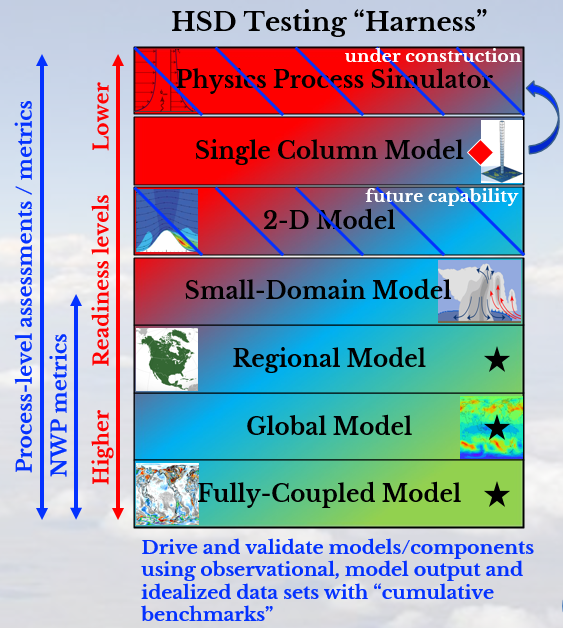 HSD Testing “Harness”
under construction
Physics Process Simulator
Single Column Model
future capability
2-D Model
Small-Domain Model
Regional Model
Global Model
Fully-Coupled Model
Process-level assessments / metrics
NWP metrics
Lower
Readiness levels
Higher
Drive and validate models/components
using observational, model output and
idealized data sets with “cumulative
benchmarks”